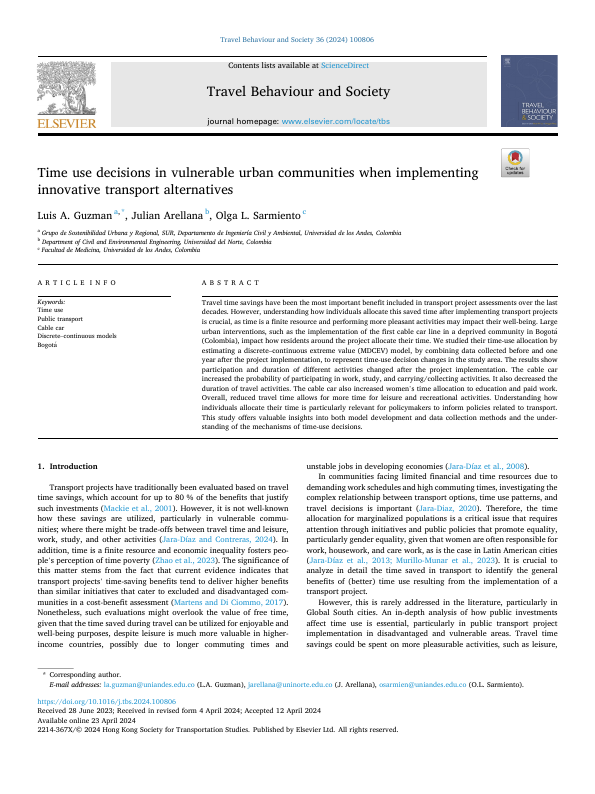 Travel Behaviour and Society 36 (2024) 100806
Contents lists available at ScienceDirect
Travel Behaviour and Society
journal homepage: www.elsevier.com/locate/tbs
ELSEVIER
TRAVEL
BEHAVIOUR
& SOCIETY
Check for
updates
Time use decisions in vulnerable urban communities when implementing
innovative transport alternatives
Luis A. Guzman a,*, Julian Arellana b, Olga L. Sarmiento c
a Grupo de Sostenibilidad Urbana y Regional, SUR, Departamento de Ingeniería Civil y Ambiental, Universidad de los Andes, Colombia
b Department of Civil and Environmental Engineering, Universidad del Norte, Colombia
c Facultad de Medicina, Universidad de los Andes, Colombia
ARTICLE INFO
Keywords:
Time use
Public transport
Cable car
Discrete–continuous models
Bogotá
ABSTRACT
Travel time savings have been the most important benefit included in transport project assessments over the last
decades. However, understanding how individuals allocate this saved time after implementing transport projects
is crucial, as time is a finite resource and performing more pleasant activities may impact their well-being. Large
urban interventions, such as the implementation of the first cable car line in a deprived community in Bogotá
(Colombia), impact how residents around the project allocate their time. We studied their time-use allocation by
estimating a discrete–continuous extreme value (MDCEV) model, by combining data collected before and one
year after the project implementation, to represent time-use decision changes in the study area. The results show
participation and duration of different activities changed after the project implementation. The cable car
increased the probability of participating in work, study, and carrying/collecting activities. It also decreased the
duration of travel activities. The cable car also increased women's time allocation to education and paid work.
Overall, reduced travel time allows for more time for leisure and recreational activities. Understanding how
individuals allocate their time is particularly relevant for policymakers to inform policies related to transport.
This study offers valuable insights into both model development and data collection methods and the under-
standing of the mechanisms of time-use decisions.
1. Introduction
Transport projects have traditionally been evaluated based on travel
time savings, which account for up to 80 % of the benefits that justify
such investments (Mackie et al., 2001). However, it is not well-known
how these savings are utilized, particularly in vulnerable commu-
nities; where there might be trade-offs between travel time and leisure,
work, study, and other activities (Jara-Díaz and Contreras, 2024). In
addition, time is a finite resource and economic inequality fosters peo-
ple's perception of time poverty (Zhao et al., 2023). The significance of
this matter stems from the fact that current evidence indicates that
transport projects' time-saving benefits tend to deliver higher benefits
than similar initiatives that cater to excluded and disadvantaged com-
munities in a cost-benefit assessment (Martens and Di Ciommo, 2017).
Nonetheless, such evaluations might overlook the value of free time,
given that the time saved during travel can be utilized for enjoyable and
well-being purposes, despite leisure is much more valuable in higher-
income countries, possibly due to longer commuting times and
unstable jobs in developing economies (Jara-Díaz et al., 2008).
In communities facing limited financial and time resources due to
demanding work schedules and high commuting times, investigating the
complex relationship between transport options, time use patterns, and
travel decisions is important (Jara-Díaz, 2020). Therefore, the time
allocation for marginalized populations is a critical issue that requires
attention through initiatives and public policies that promote equality,
particularly gender equality, given that women are often responsible for
work, housework, and care work, as is the case in Latin American cities
(Jara-Díaz et al., 2013; Murillo-Munar et al., 2023). It is crucial to
analyze in detail the time saved in transport to identify the general
benefits of (better) time use resulting from the implementation of a
transport project.
However, this is rarely addressed in the literature, particularly in
Global South cities. An in-depth analysis of how public investments
affect time use is essential, particularly in public transport project
implementation in disadvantaged and vulnerable areas. Travel time
savings could be spent on more pleasurable activities, such as leisure,
* Corresponding author.
E-mail addresses: la.guzman@uniandes.edu.co (L.A. Guzman), jarellana@uninorte.edu.co (J. Arellana), osarmien@uniandes.edu.co (O.L. Sarmiento).
https://doi.org/10.1016/j.tbs.2024.100806
Received 28 June 2023; Received in revised form 4 April 2024; Accepted 12 April 2024
Available online 23 April 2024
2214-367X/© 2024 Hong Kong Society for Transportation Studies. Published by Elsevier Ltd. All rights reserved.